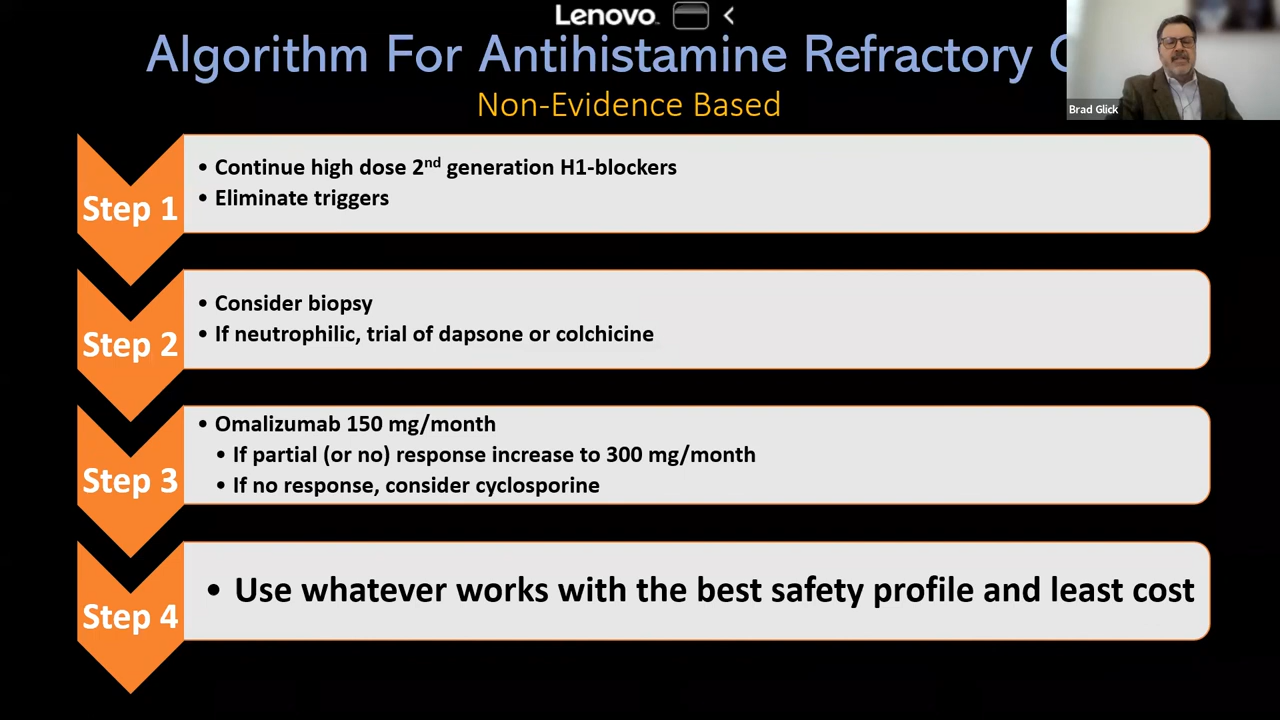 Lenovo
Algorithm For Antihistamine Refractory
Brad Glick
Non-Evidence Based
Step 1
• Continue high dose 2nd generation H1-blockers
• Eliminate triggers
Step 2
• Consider biopsy
• If neutrophilic, trial of dapsone or colchicine
Step 3
• Omalizumab 150 mg/month
• If partial (or no) response increase to 300 mg/month
• If no response, consider cyclosporine
Step 4
• Use whatever works with the best safety profile and least cost